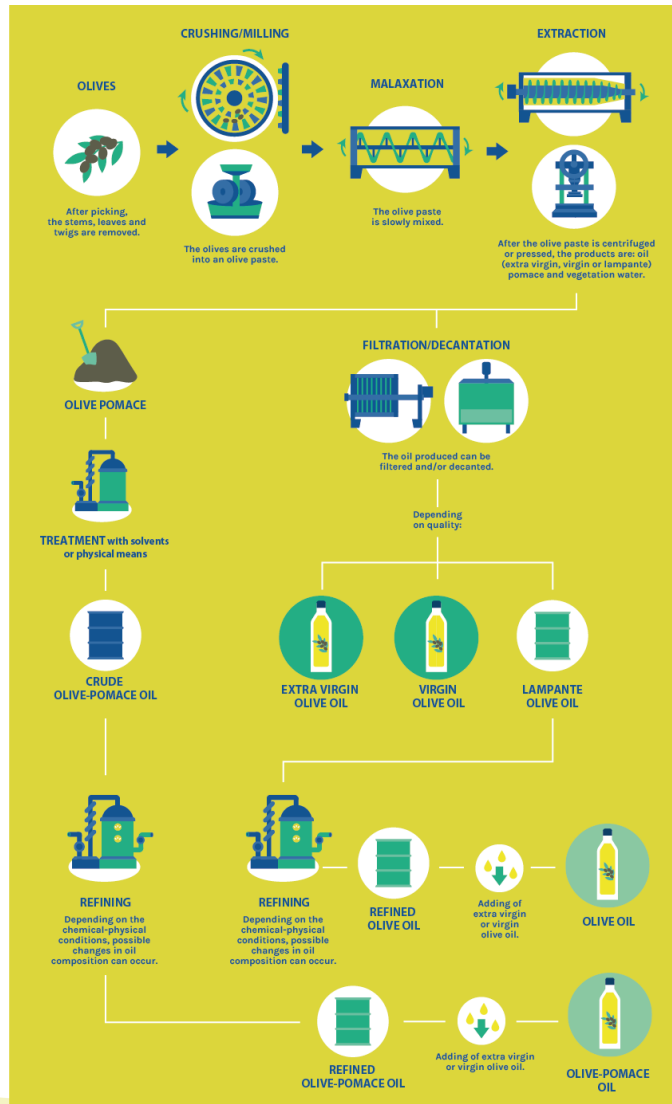 OLIVES
After picking,
the stems, leaves and
twigs are removed.
CRUSHING/MILLING
The olives are crushed
into an olive paste.
MALAXATION
The olive paste
is slowly mixed.
EXTRACTION
After the olive paste is centrifuged
or pressed, the products are: oil
(extra virgin, virgin or lampante)
pomace and vegetation water.
OLIVE POMACE
TREATMENT with solvents
or physical means
CRUDE
OLIVE-POMACE OIL
FILTRATION/DECANTATION
The oil produced can be
filtered and/or decanted.
Depending
on quality:
EXTRA VIRGIN
OLIVE OIL
VIRGIN
OLIVE OIL
LAMPANTE
OLIVE OIL
REFINING
Depending on the
chemical-physical
conditions, possible
changes in oil
composition can occur.
REFINING
Depending on the
chemical-physical
conditions, possible
changes in oil
composition can occur.
REFINED
OLIVE OIL
Adding of
extra virgin
or virgin
olive oil.
OLIVE OIL
REFINED
OLIVE-POMACE OIL
Adding of extra virgin
or virgin olive oil.
OLIVE-POMACE
OIL